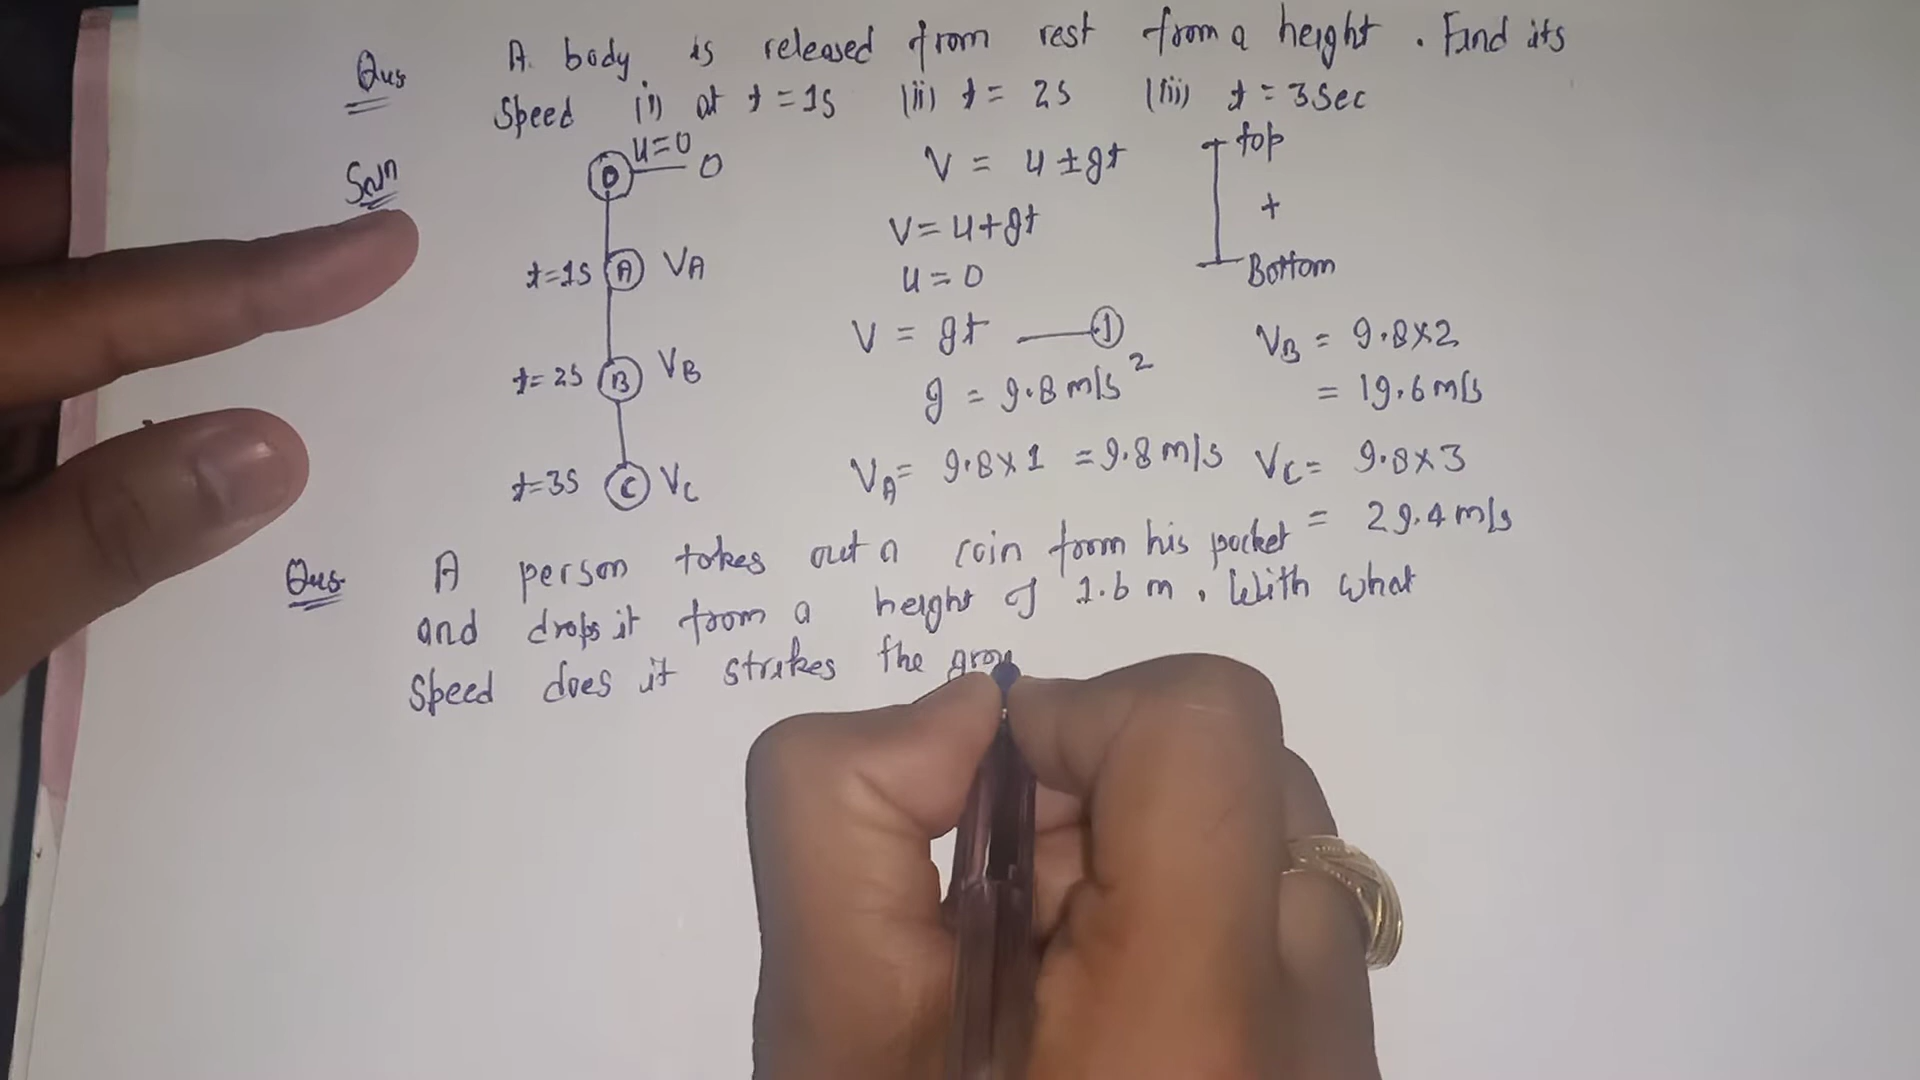 Qus A body is released from rest from a height. Find its
Speed (i) at t = 1s (ii) t = 2s (iii) t = 3sec
Soln
u=0
O O
t=1s A VA
t=2s B VB
t=3s C VC
V = u ± gt
V = u + gt
u = 0
V = gt — 1
g = 9.8 m/s²
VA = 9.8×1 = 9.8 m/s
top
+
Bottom
VB = 9.8×2
= 19.6 m/s
VC = 9.8×3
= 29.4 m/s
Qus A person takes out a coin from his pocket
and drops it from a height of 1.6 m. With what
speed does it strikes the grou